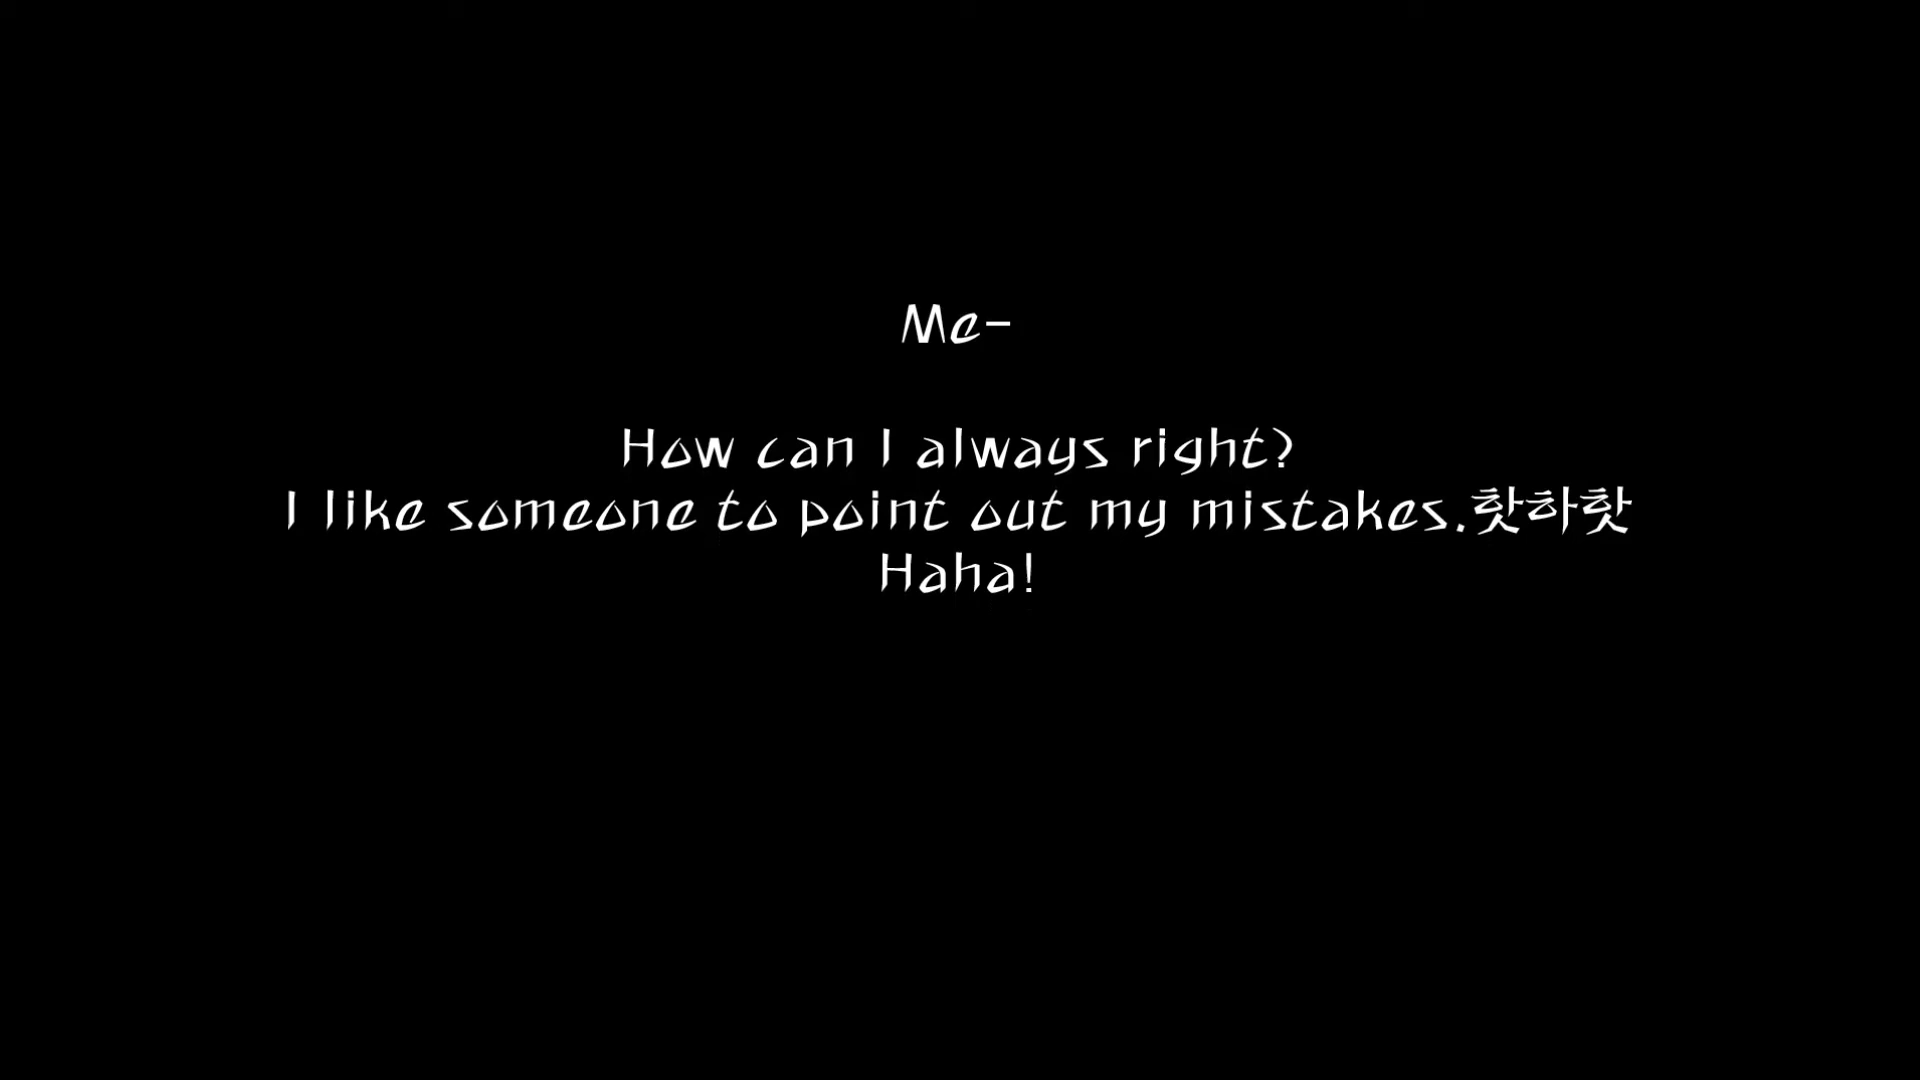 Me-
How can I always right?
I like someone to point out my mistakes.핫하핫
Haha!